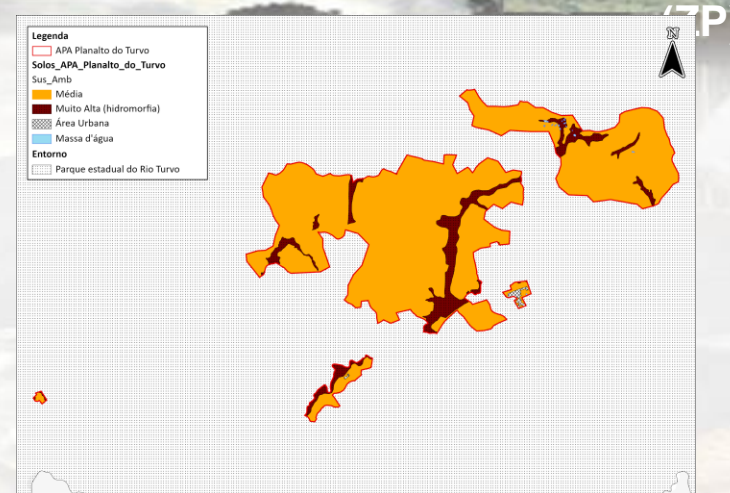 (ZP
N
Legenda
APA Planalto do Turvo
Solos_APA_Planalto_do_Turvo
Sus_Amb
Média
Muito Alta (hidromorfia)
Área Urbana
Massa d'água
Entorno
Parque estadual do Rio Turvo